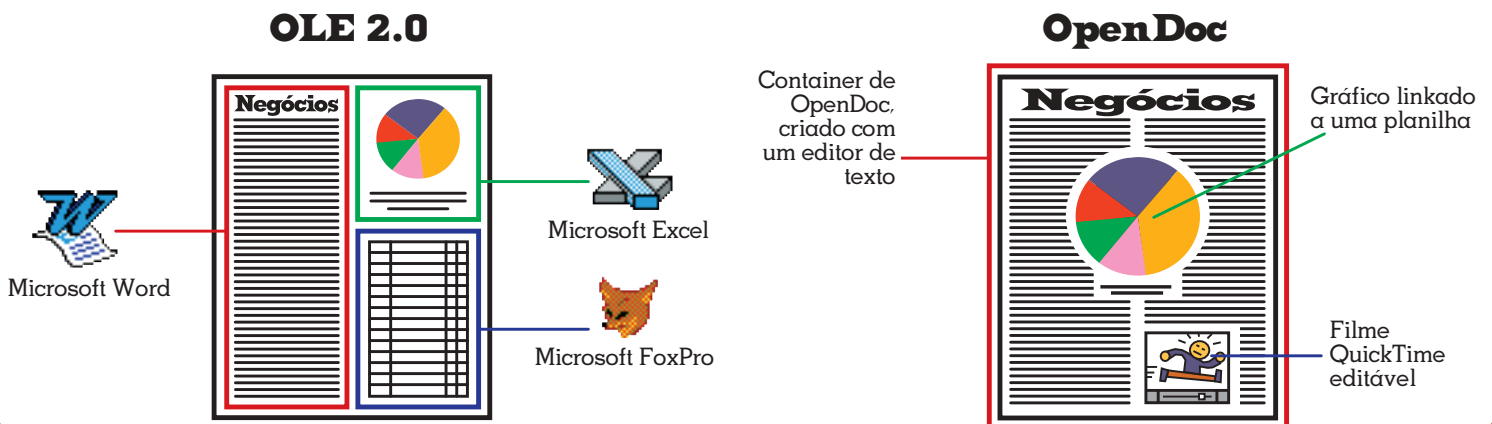 OLE 2.0
Negócios
Microsoft Word
Microsoft Excel
Microsoft FoxPro
OpenDoc
Container de
OpenDoc,
criado com
um editor de
texto
Negócios
Gráfico linkado
a uma planilha
Filme
QuickTime
editável